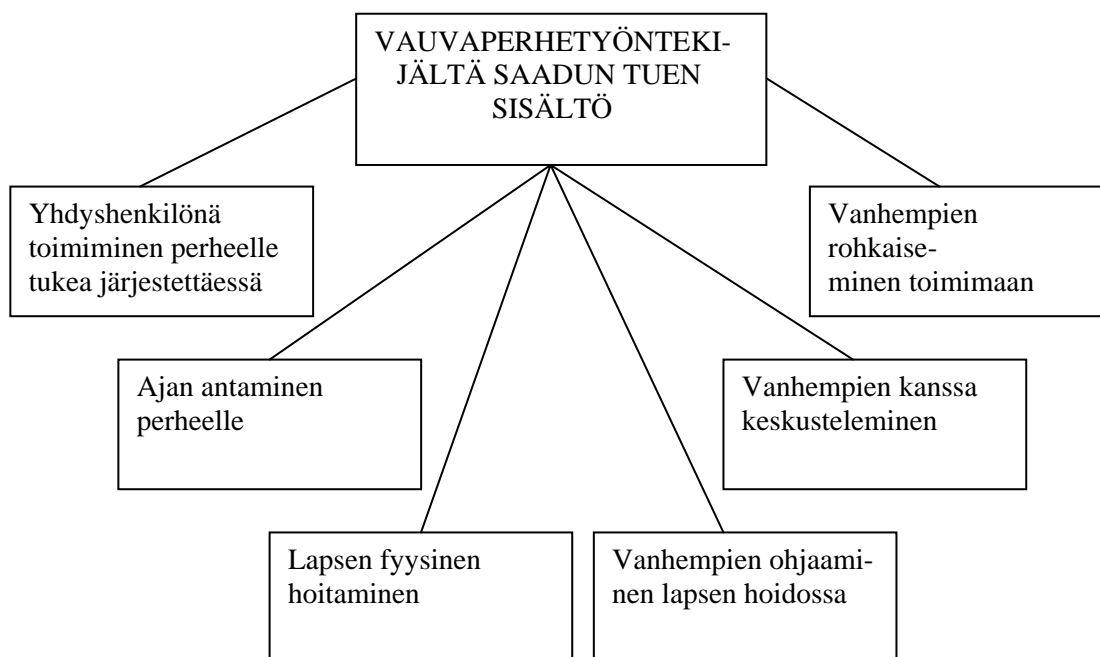 VAUVAPERHETYÖNTEKI-
JÄLTÄ SAADUN TUEN
SISÄLTÖ
Yhdyshenkilönä
toimiminen perheelle
tukea järjestettäessä
Vanhempien
rohkaise-
minen toimimaan
Ajan antaminen
perheelle
Vanhempien kanssa
keskusteleminen
Lapsen fyysinen
hoitaminen
Vanhempien ohjaami-
nen lapsen hoidossa